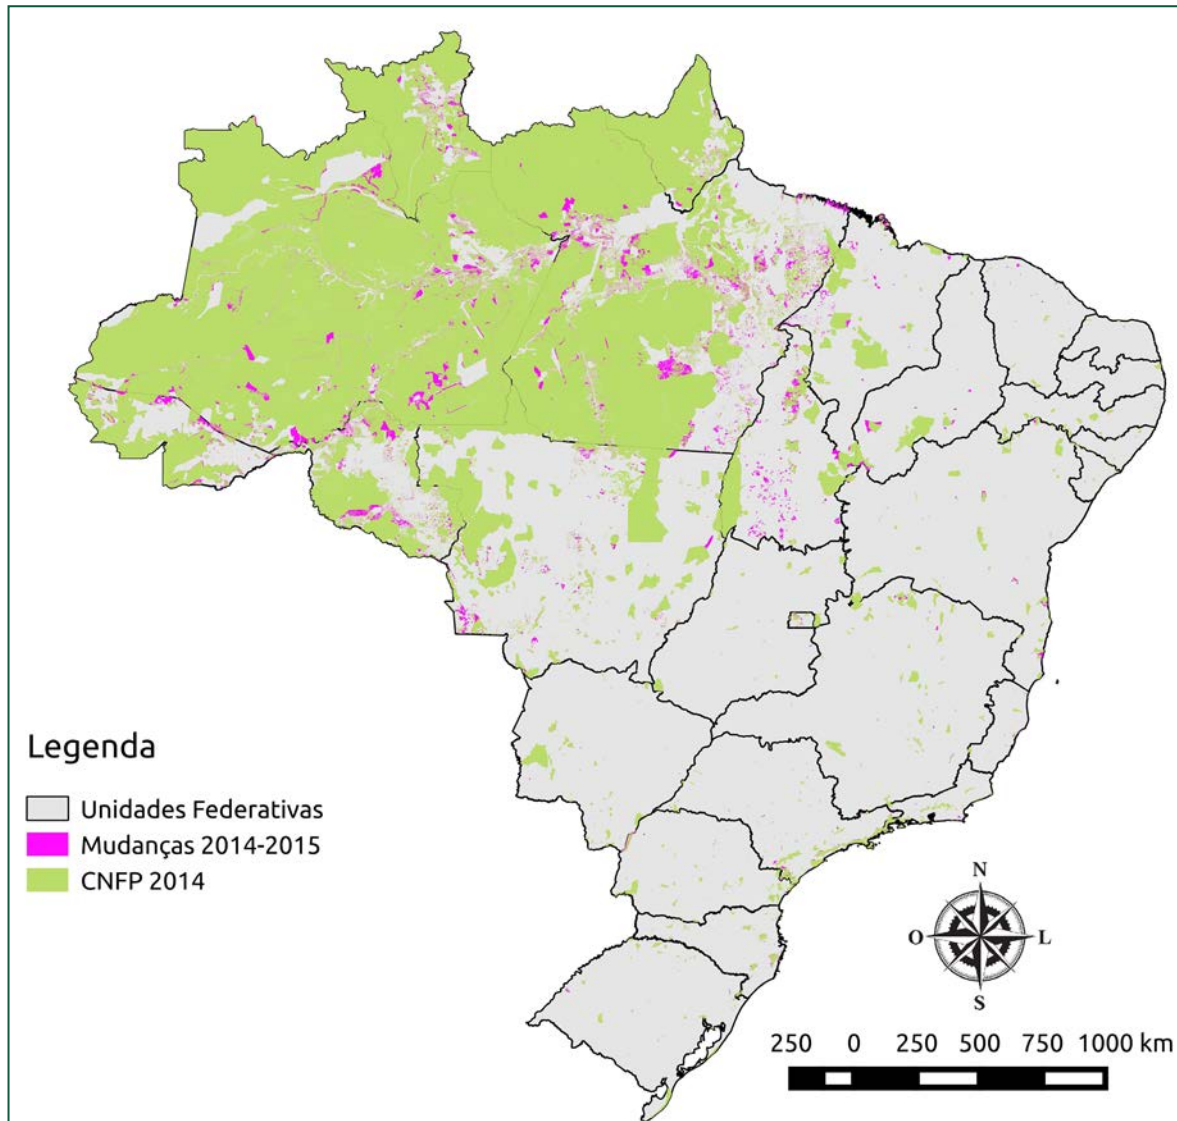 Legenda
Unidades Federativas
Mudanças 2014-2015
CNFP 2014
N
O L
S
250 0 250 500 750 1000 km